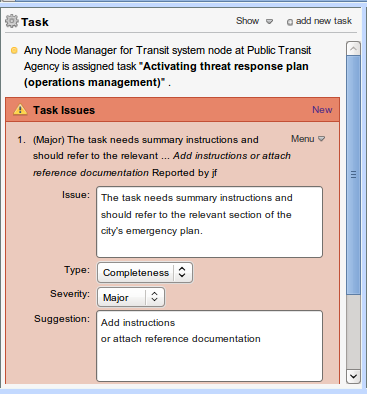 Task
Show
add new task
Any Node Manager for Transit system node at Public Transit
Agency is assigned task "Activating threat response plan
(operations management)" .
Task Issues
New
1. (Major) The task needs summary instructions and
Menu
should refer to the relevant ... Add instructions or attach
reference documentation Reported by jf
Issue:
The task needs summary instructions and
should refer to the relevant section of the
city's emergency plan.
Type:
Completeness
Severity:
Major
Suggestion:
Add instructions
or attach reference documentation